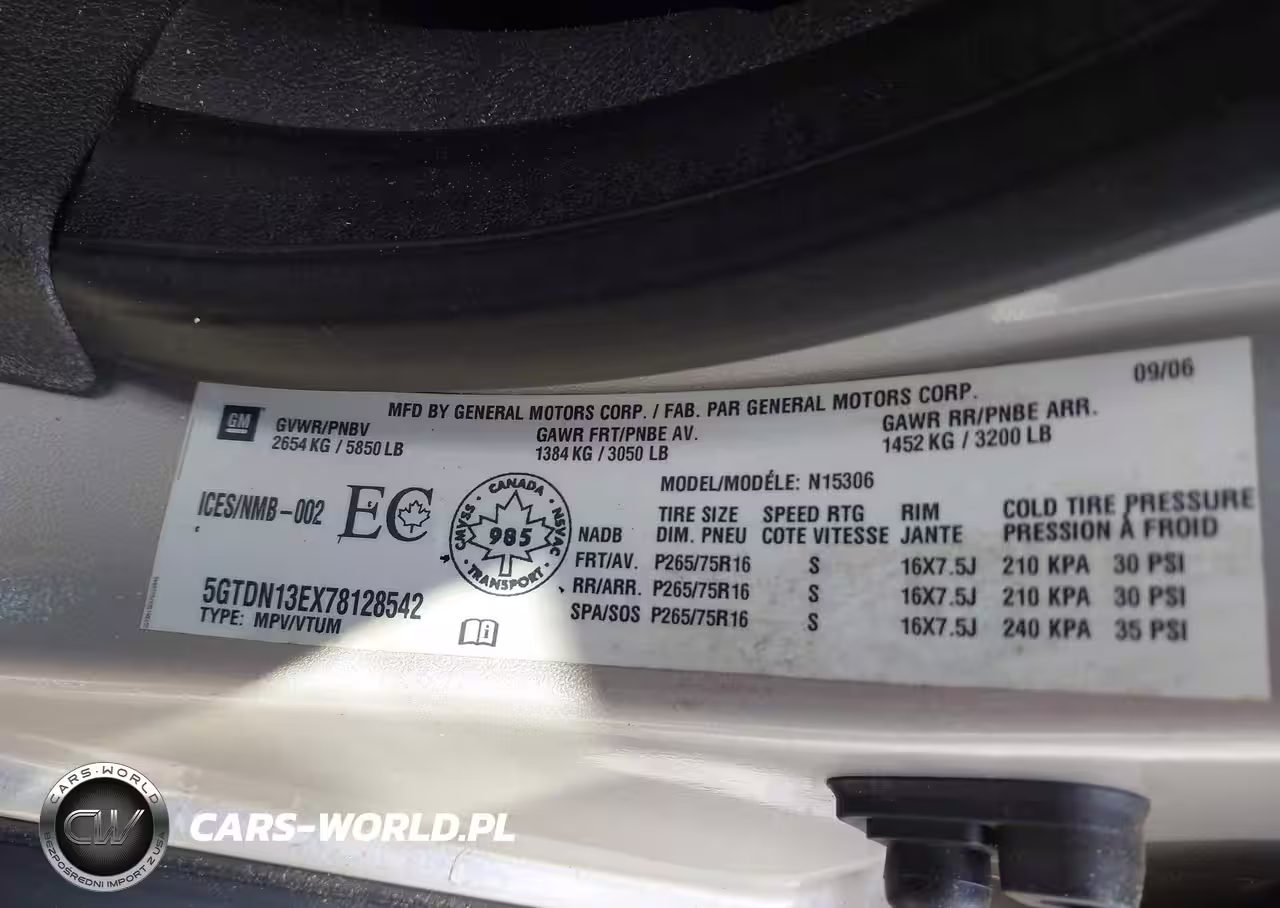 09/06
MFD BY GENERAL MOTORS CORP. / FAB. PAR GENERAL MOTORS CORP.
GM
GVWR/PNBV
2654 KG / 5850 LB
GAWR FRT/PNBE AV.
1384 KG / 3050 LB
GAWR RR/PNBE ARR.
1452 KG / 3200 LB
MODEL/MODÉLE: N15306
ICES/NMB-002
EC
CANADA
CMVSS
NSVAC
985
TRANSPORT
TIRE SIZE SPEED RTG RIM COLD TIRE PRESSURE
NADB DIM. PNEU COTE VITESSE JANTE PRESSION À FROID
FRT/AV. P265/75R16 S 16X7.5J 210 KPA 30 PSI
RR/ARR. P265/75R16 S 16X7.5J 210 KPA 30 PSI
SPA/SOS P265/75R16 S 16X7.5J 240 KPA 35 PSI
5GTDN13EX78128542
TYPE: MPV/VTUM
CARS-WORLD
CW
BEZPOŚREDNI IMPORT Z USA
CARS-WORLD.PL